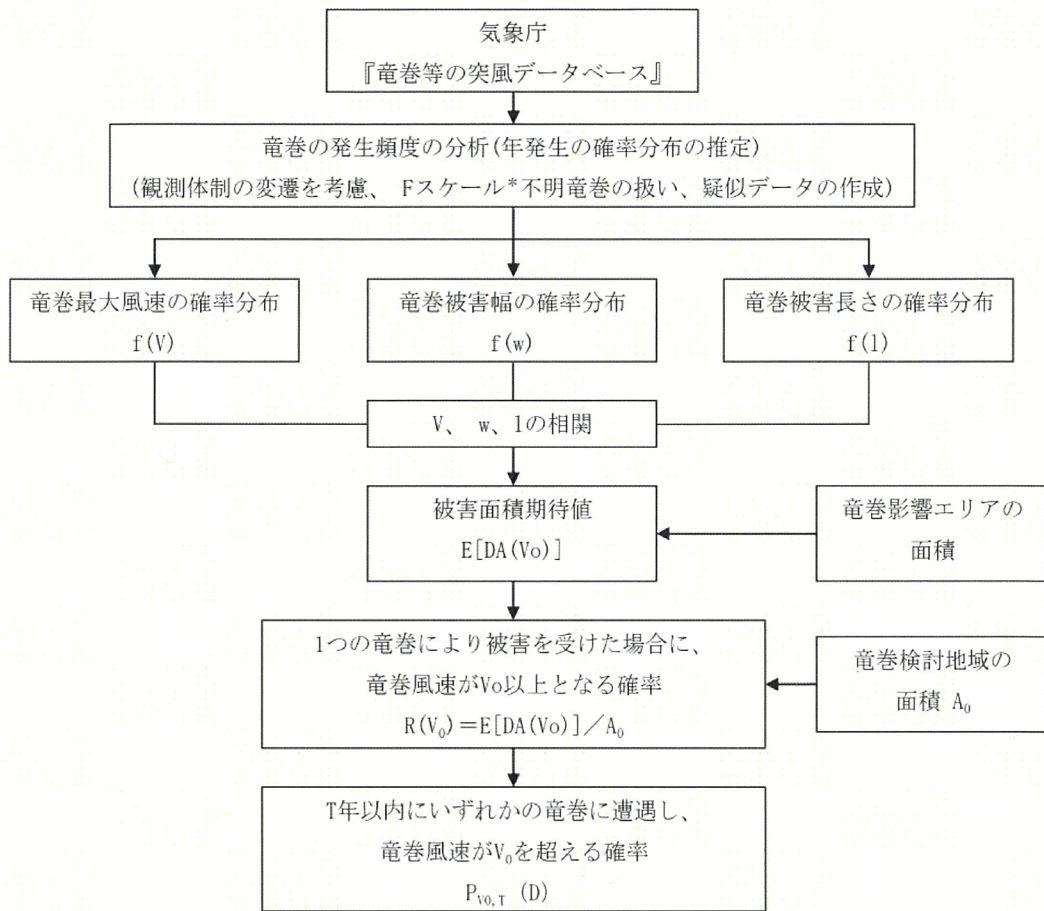 気象庁
『竜巻等の突風データベース』
竜巻の発生頻度の分析(年発生の確率分布の推定)
(観測体制の変遷を考慮、 Fスケール*不明竜巻の扱い、疑似データの作成)
竜巻最大風速の確率分布
f(V)
竜巻被害幅の確率分布
f(w)
竜巻被害長さの確率分布
f(l)
V、 w、lの相関
被害面積期待値
E[DA(Vo)]
竜巻影響エリアの
面積
1つの竜巻により被害を受けた場合に、
竜巻風速がVo以上となる確率
R(V₀)＝E[DA(Vo)]／A₀
竜巻検討地域の
面積 A₀
T年以内にいずれかの竜巻に遭遇し、
竜巻風速がV₀を超える確率
P_{V0,T} (D)